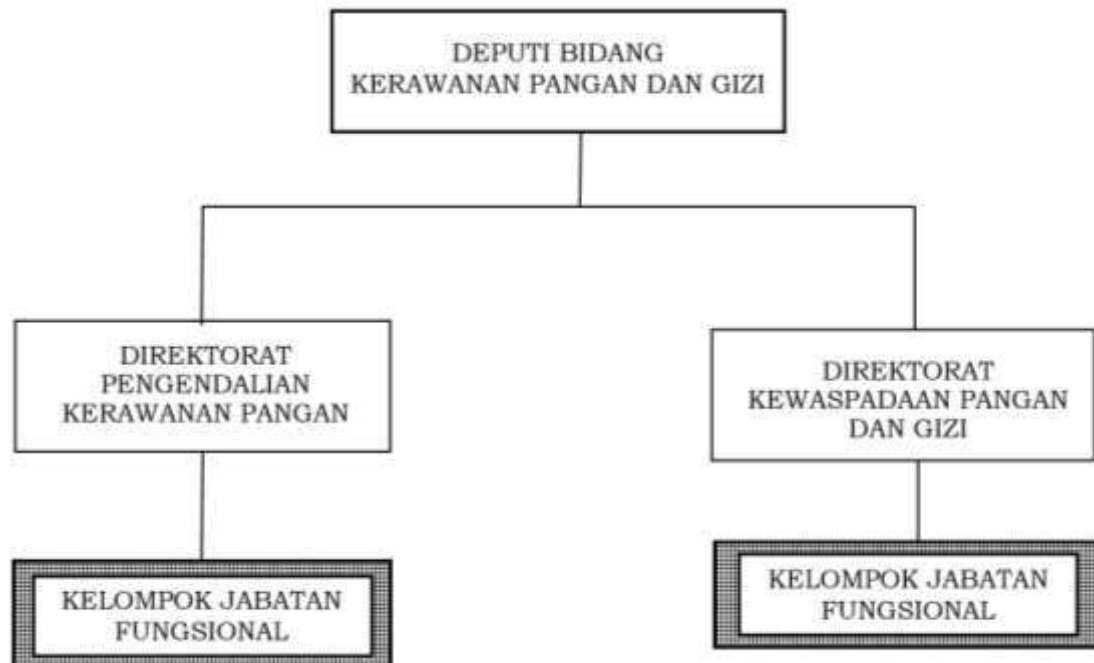 DEPUTI BIDANG
KERAWANAN PANGAN DAN GIZI
DIREKTORAT
PENGENDALIAN
KERAWANAN PANGAN
DIREKTORAT
KEWASPADAAN PANGAN
DAN GIZI
KELOMPOK JABATAN
FUNGSIONAL
KELOMPOK JABATAN
FUNGSIONAL